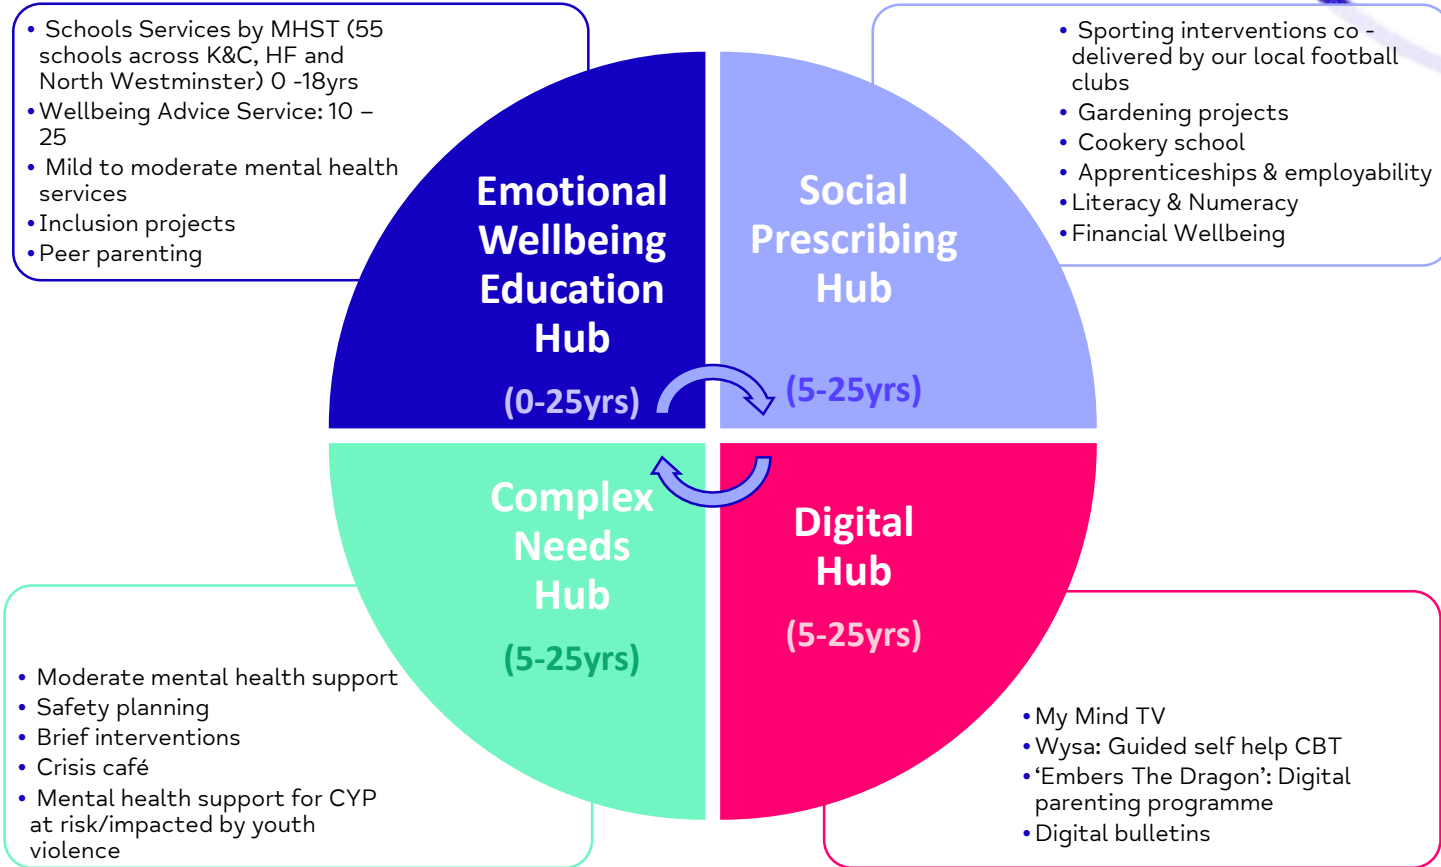 • Schools Services by MHST (55
schools across K&C, HF and
North Westminster) 0 -18yrs
•Wellbeing Advice Service: 10 –
25
• Mild to moderate mental health
services
•Inclusion projects
•Peer parenting
Emotional
Wellbeing
Education
Hub
(0-25yrs)
• Sporting interventions co -
delivered by our local football
clubs
• Gardening projects
• Cookery school
• Apprenticeships & employability
•Literacy & Numeracy
•Financial Wellbeing
Social
Prescribing
Hub
(5-25yrs)
Complex
Needs
Hub
(5-25yrs)
• Moderate mental health support
• Safety planning
• Brief interventions
• Crisis café
• Mental health support for CYP
at risk/impacted by youth
violence
Digital
Hub
(5-25yrs)
•My Mind TV
•Wysa: Guided self help CBT
•‘Embers The Dragon’: Digital
parenting programme
•Digital bulletins